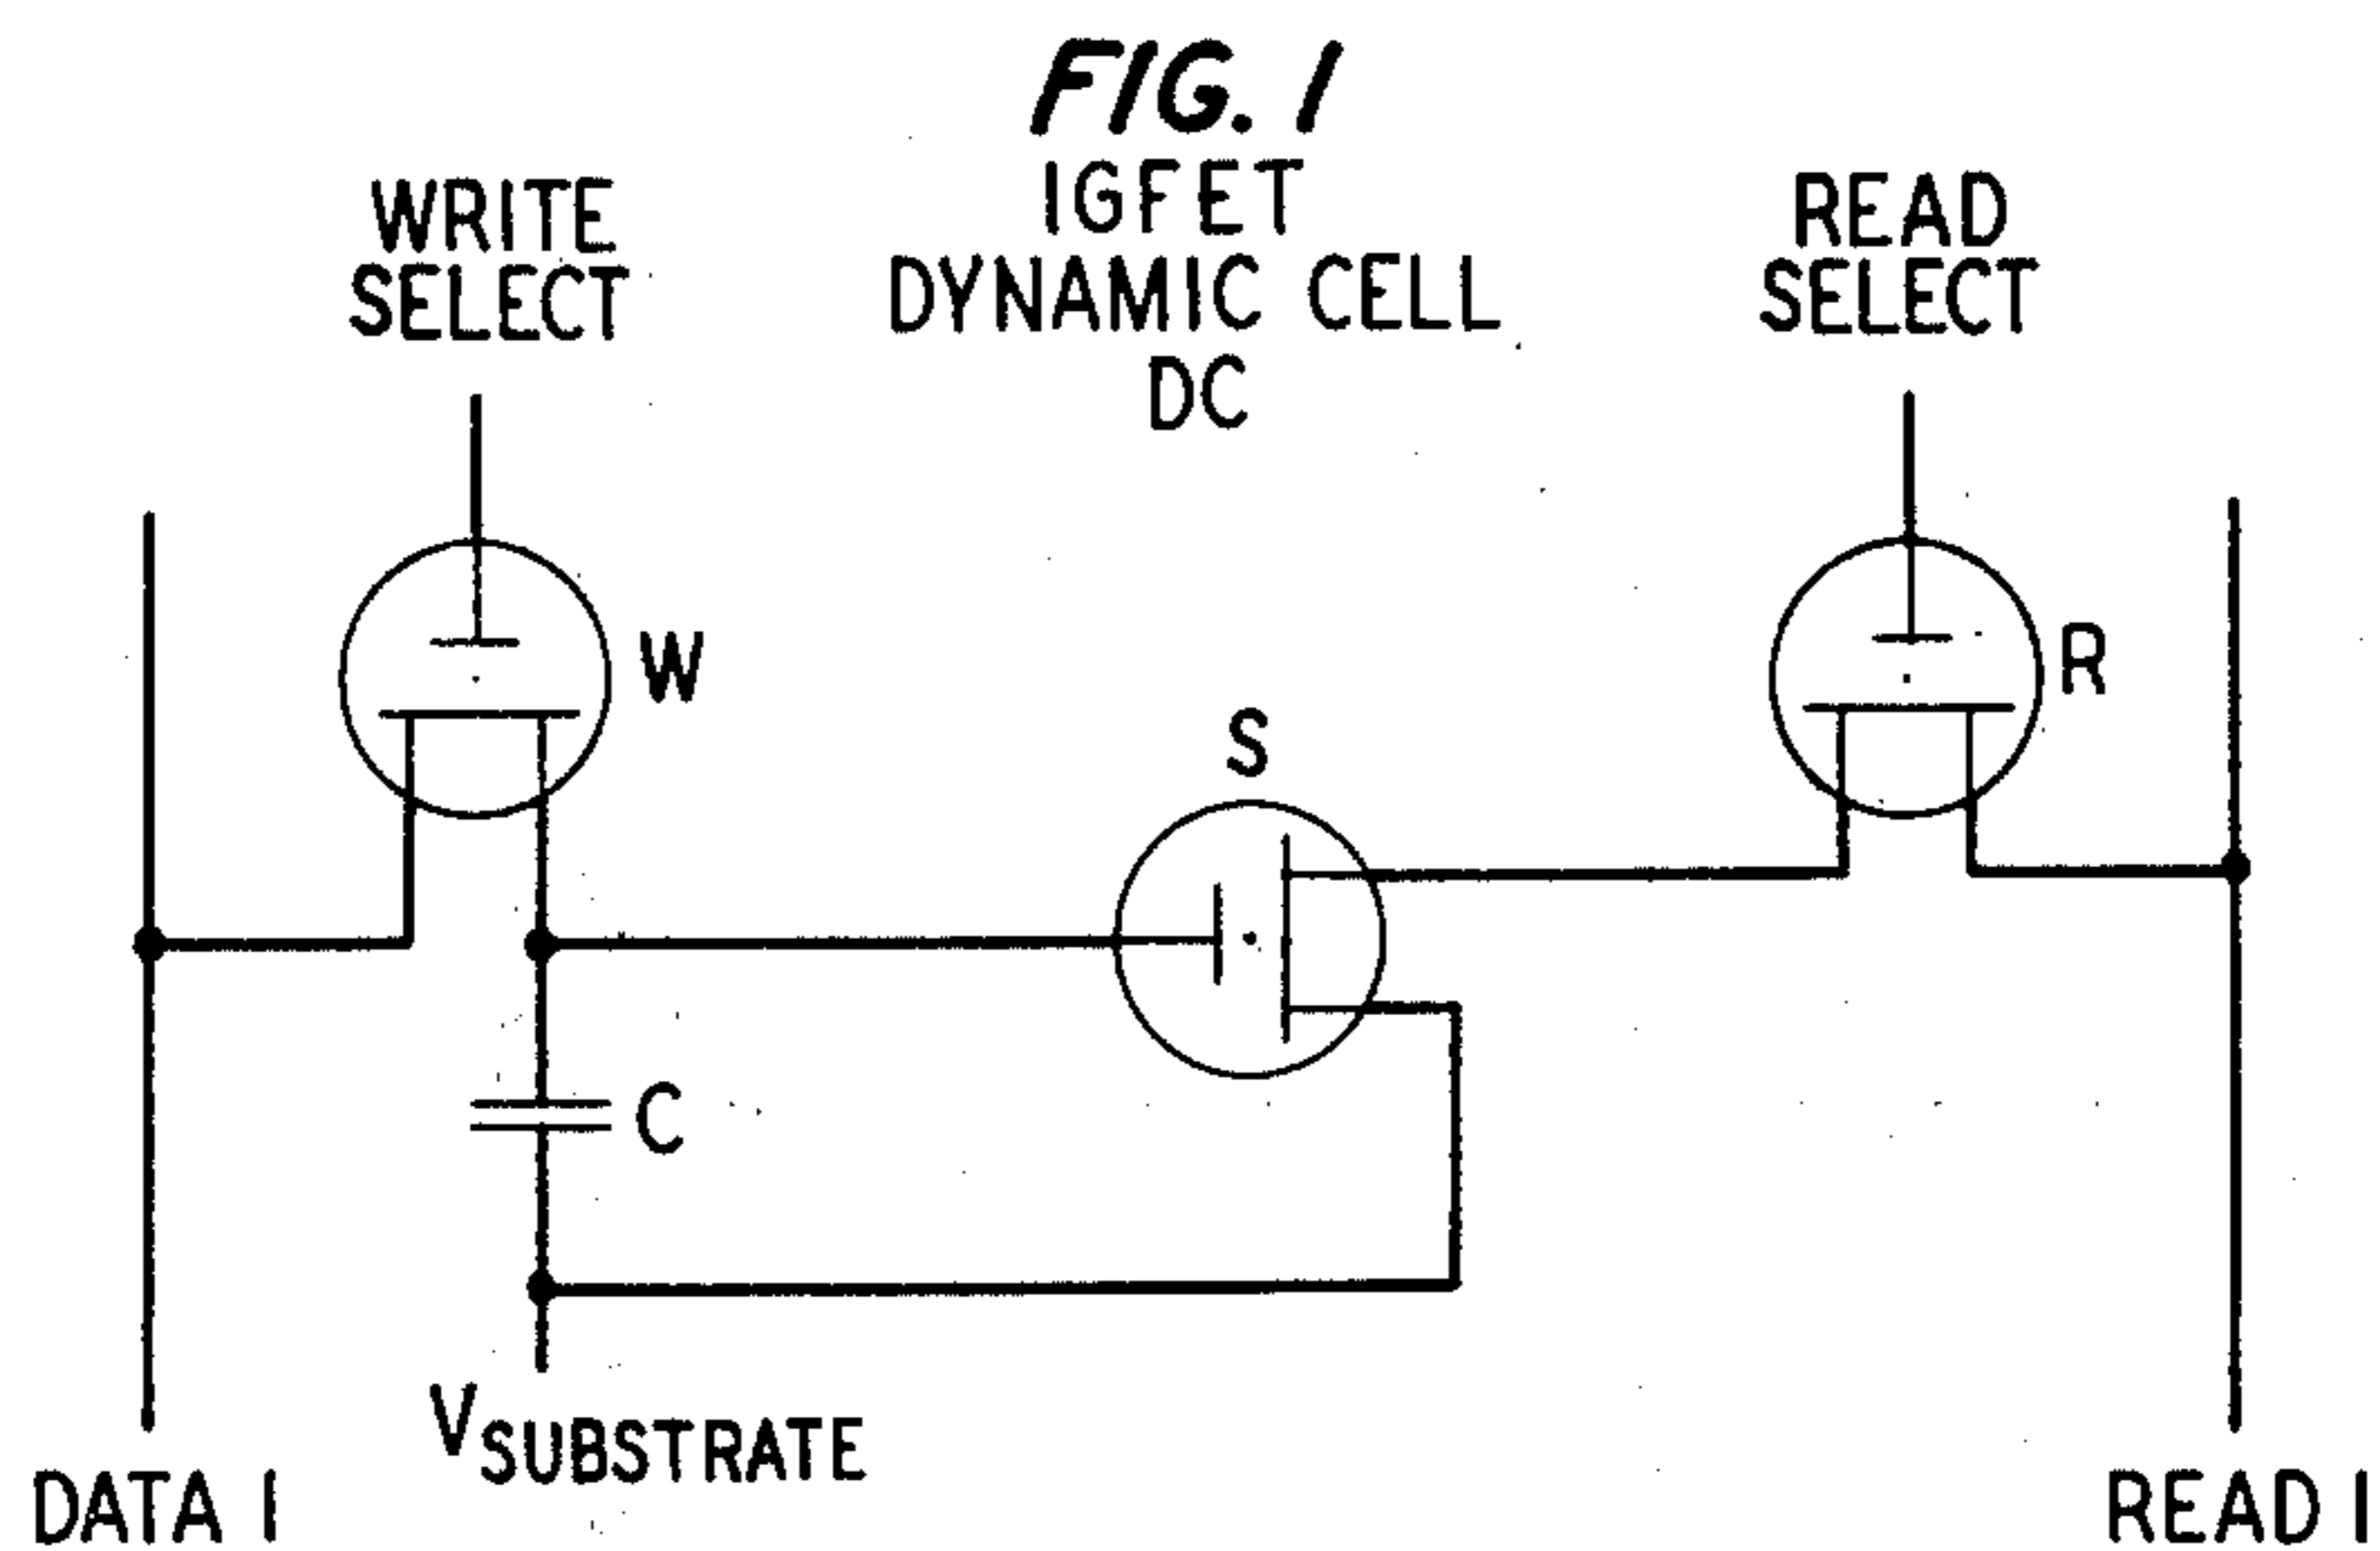 FIG. 1
IGFET
DYNAMIC CELL
DC
WRITE
SELECT
READ
SELECT
W
R
S
C
VSUBSTRATE
DATA 1
READ 1